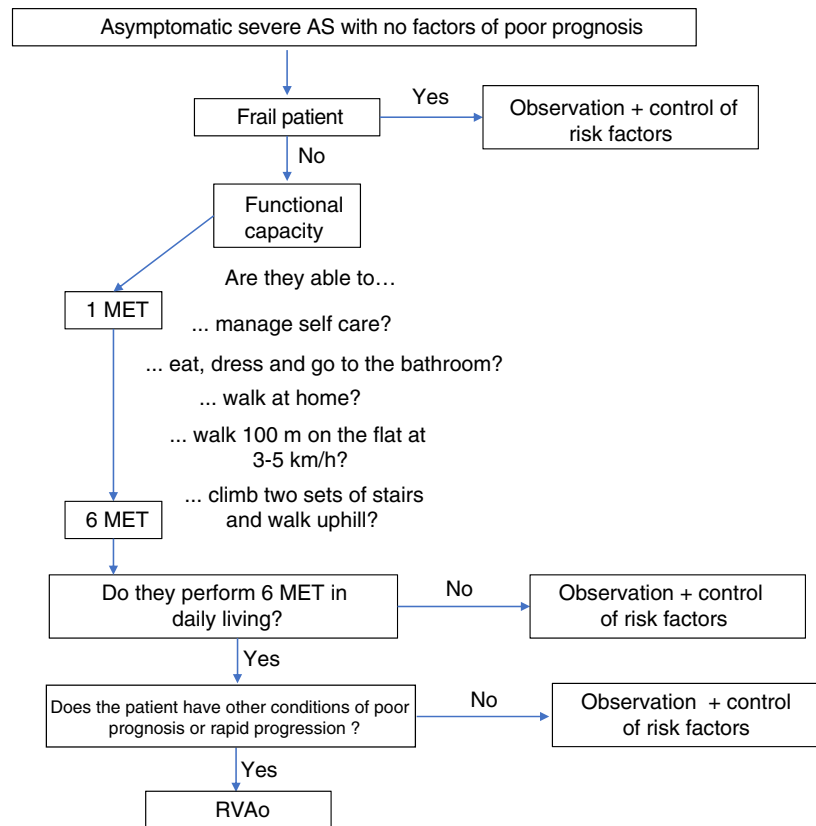 Asymptomatic severe AS with no factors of poor prognosis
Yes
Frail patient
Observation + control of
risk factors
No
Functional
capacity
Are they able to…
1 MET
... manage self care?
... eat, dress and go to the bathroom?
... walk at home?
... walk 100 m on the flat at
3-5 km/h?
... climb two sets of stairs
and walk uphill?
6 MET
Do they perform 6 MET in
daily living?
No
Observation + control
of risk factors
Yes
Does the patient have other conditions of poor
prognosis or rapid progression ?
No
Observation + control
of risk factors
Yes
RVAo